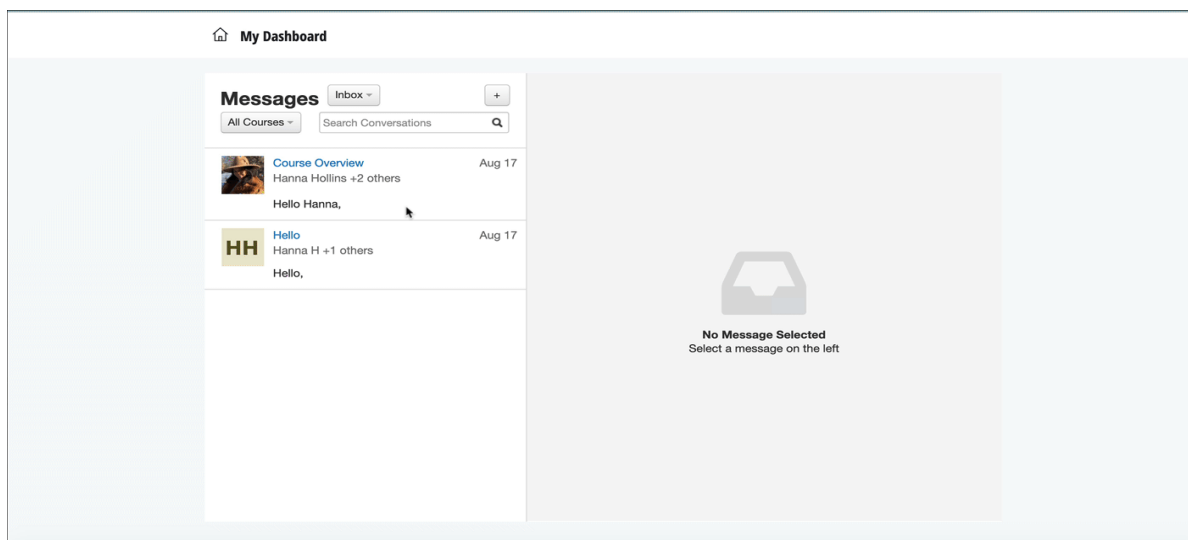 My Dashboard
Messages Inbox +
All Courses Search Conversations
Course Overview Aug 17
Hanna Hollins +2 others
Hello Hanna,
HH Hello Aug 17
Hanna H +1 others
Hello,
No Message Selected
Select a message on the left